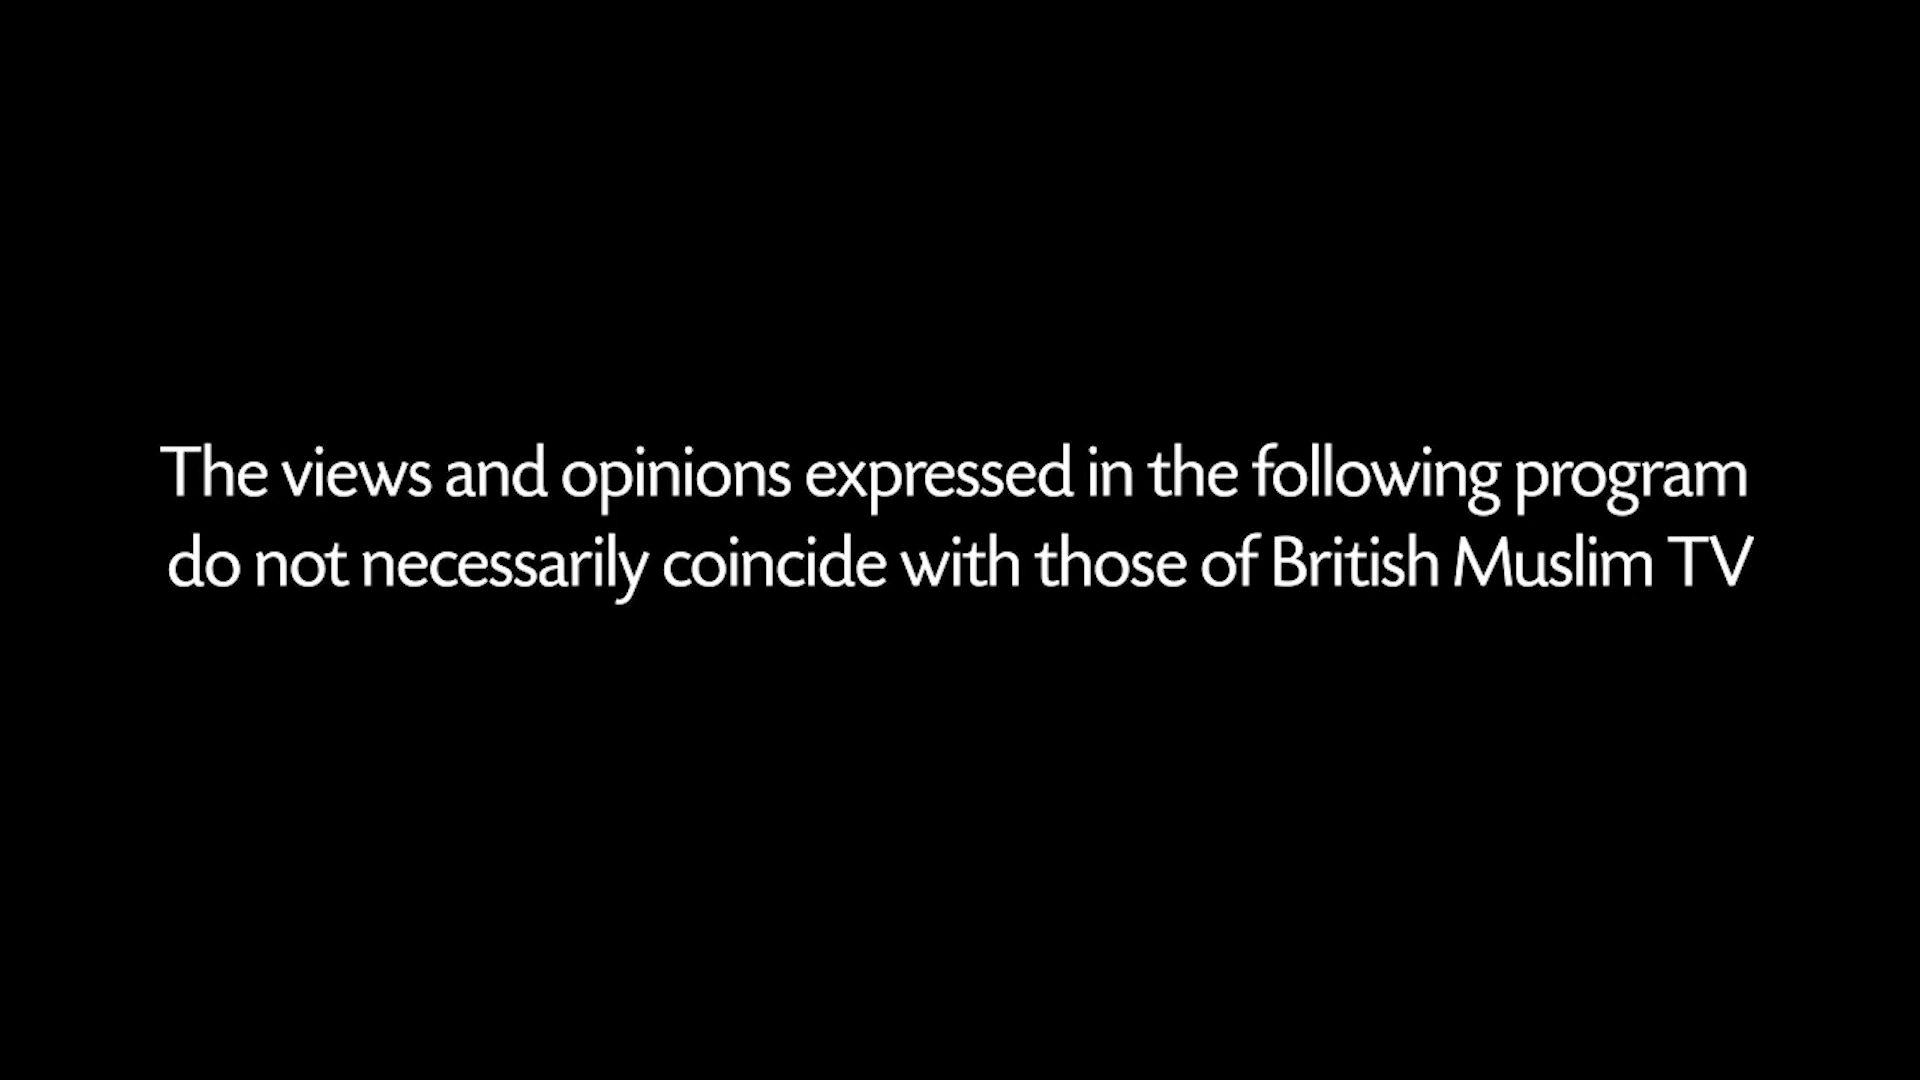 The views and opinions expressed in the following program
do not necessarily coincide with those of British Muslim TV